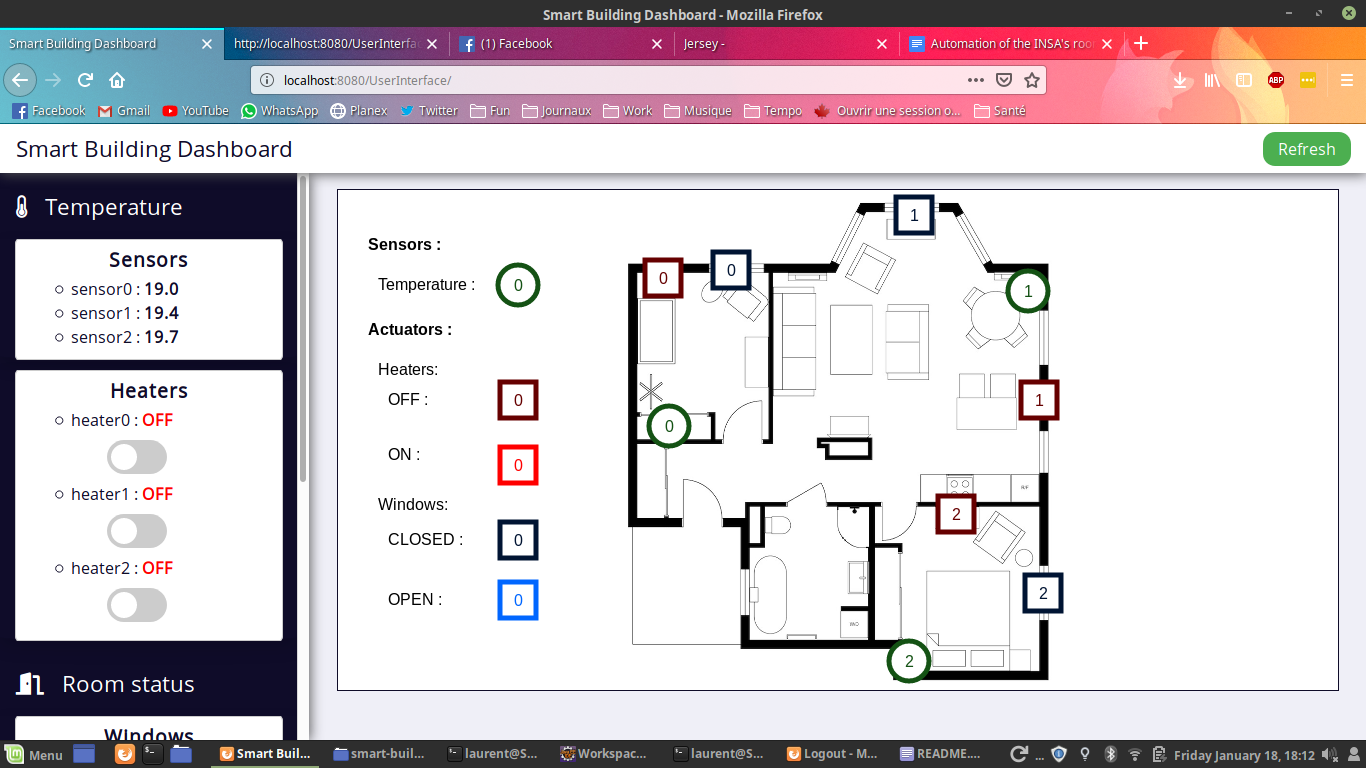 Smart Building Dashboard - Mozilla Firefox
Smart Building Dashboard
http://localhost:8080/UserInterfa
(1) Facebook
Jersey -
Automation of the INSA's roo
localhost:8080/UserInterface/
ABP
Facebook
Gmail
YouTube
WhatsApp
Planex
Twitter
Fun
Journaux
Work
Musique
Tempo
Ouvrir une session o...
Santé
Smart Building Dashboard
Refresh
Temperature
Sensors
sensor0 : 19.0
sensor1 : 19.4
sensor2 : 19.7
Heaters
heater0 : OFF
heater1 : OFF
heater2 : OFF
Room status
Windows
Sensors :
Temperature : 0
Actuators :
Heaters:
OFF : 0
ON : 0
Windows:
CLOSED : 0
OPEN : 0
1
0
0
1
1
0
R/F
2
2
2
Menu
Smart Buil...
smart-buil...
laurent@S...
Workspac...
laurent@S...
Logout - M...
README....
...
Friday January 18, 18:12